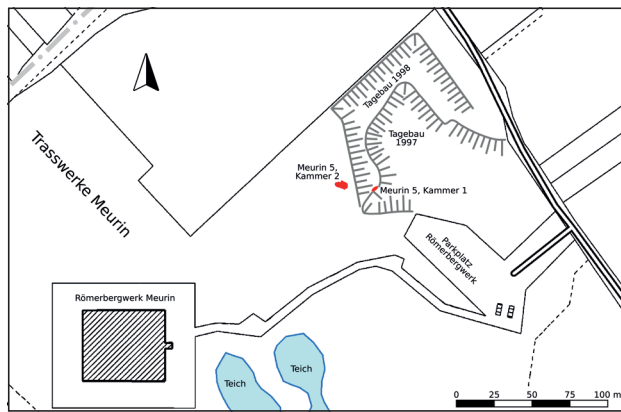 Tagebau 1998
Tagebau
1997
Trasswerke Meurin
Meurin 5,
Kammer 2
Meurin 5, Kammer 1
Parkplatz
Römerbergwerk
Römerbergwerk Meurin
Teich
Teich
0 25 50 75 100 m